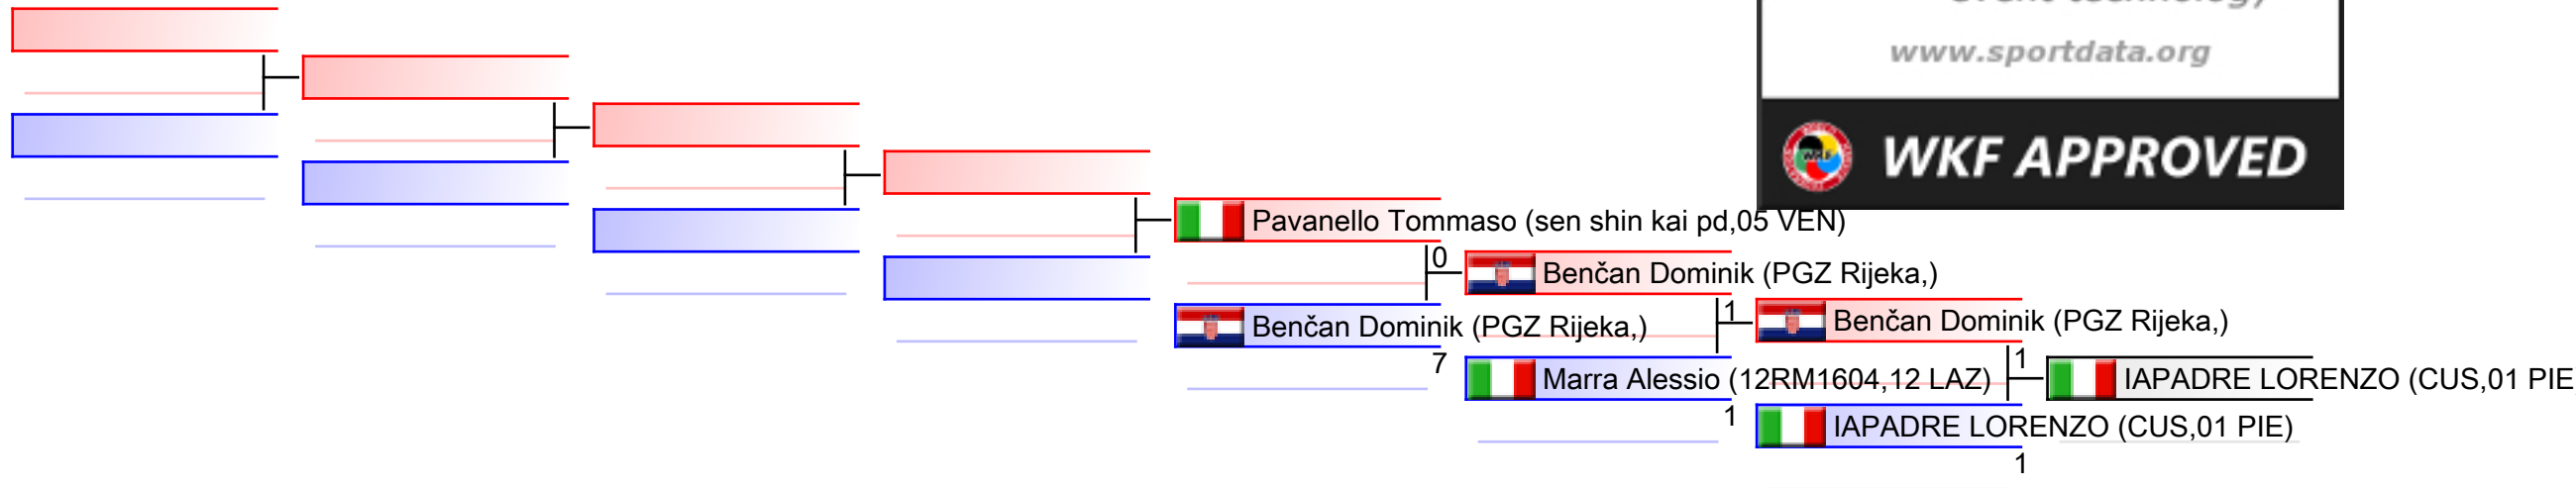 event technology
www.sportdata.org
WKF APPROVED
Pavanello Tommaso (sen shin kai pd,05 VEN)
0
Benčan Dominik (PGZ Rijeka,)
1
Benčan Dominik (PGZ Rijeka,)
Benčan Dominik (PGZ Rijeka,)
7
1
Marra Alessio (12RM1604,12 LAZ)
IAPADRE LORENZO (CUS,01 PIE
1
IAPADRE LORENZO (CUS,01 PIE)
1